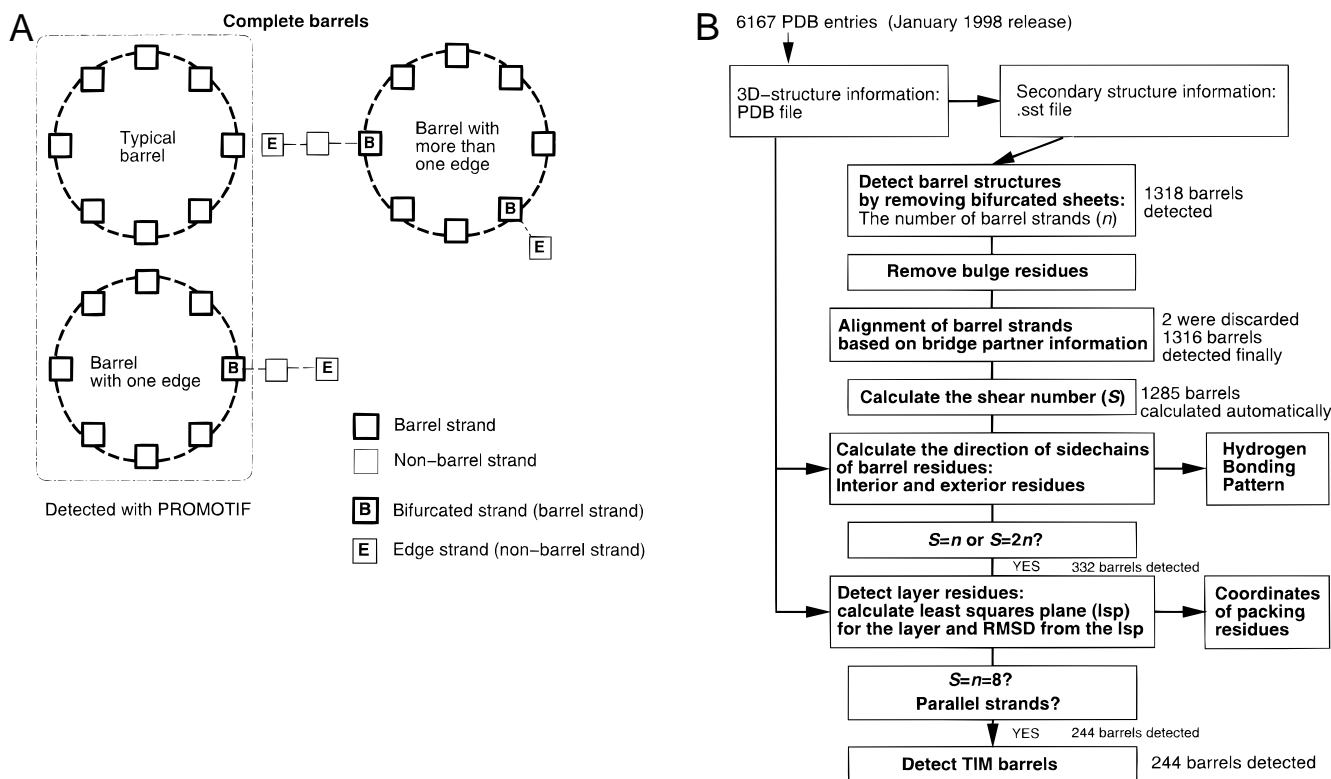 A
Complete barrels
Typical
barrel
E
B
Barrel with
more than
one edge
B
E
Barrel
with one edge
B
E
Detected with PROMOTIF
Barrel strand
Non-barrel strand
B
Bifurcated strand (barrel strand)
E
Edge strand (non-barrel strand)
B
6167 PDB entries (January 1998 release)
3D-structure information:
PDB file
Secondary structure information:
.sst file
Detect barrel structures
by removing bifurcated sheets:
The number of barrel strands (n)
1318 barrels
detected
Remove bulge residues
Alignment of barrel strands
based on bridge partner information
2 were discarded
1316 barrels
detected finally
Calculate the shear number (S)
1285 barrels
calculated automatically
Calculate the direction of sidechains
of barrel residues:
Interior and exterior residues
Hydrogen
Bonding
Pattern
S=n or S=2n?
YES 332 barrels detected
Detect layer residues:
calculate least squares plane (lsp)
for the layer and RMSD from the lsp
Coordinates
of packing
residues
S=n=8?
Parallel strands?
YES 244 barrels detected
Detect TIM barrels
244 barrels detected